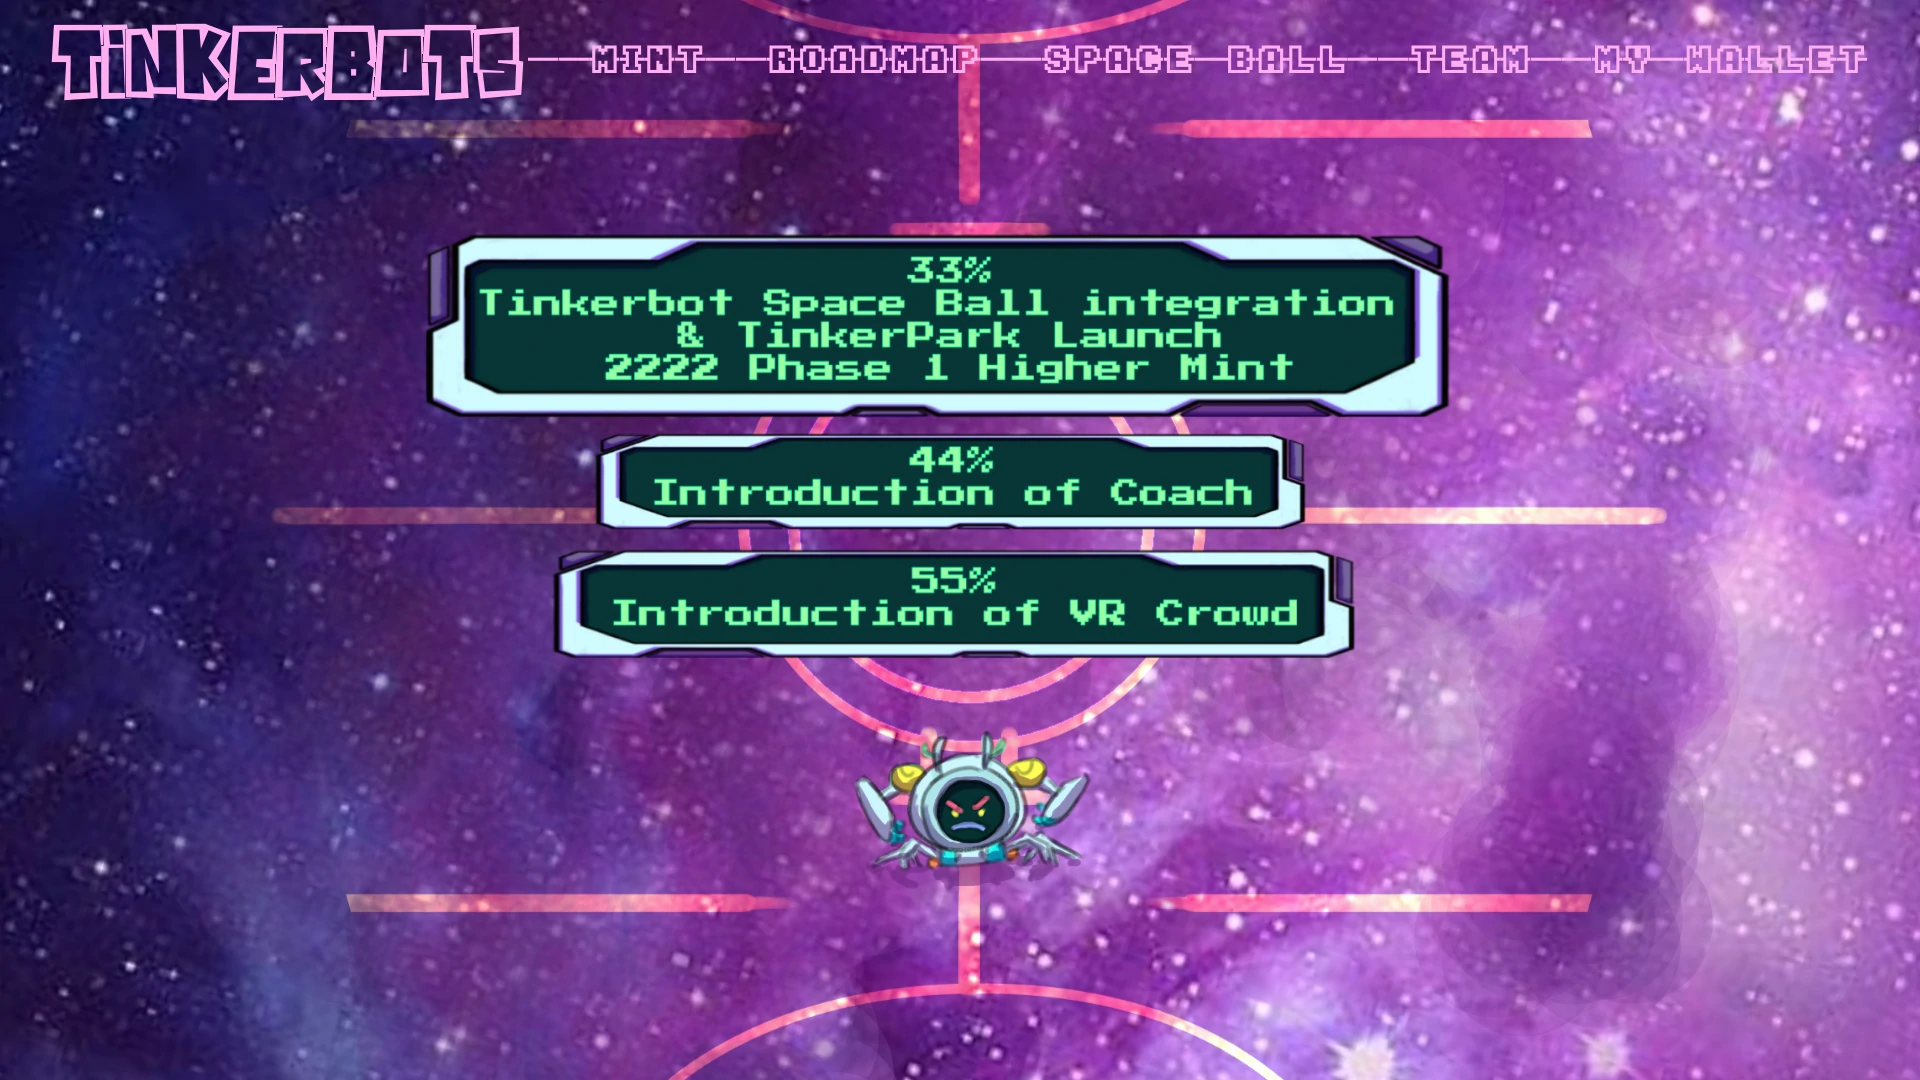 TiNKERBOTS MINT ROADMAP SPACE BALL TEAM MY WALLET
33%
Tinkerbot Space Ball integration
& TinkerPark Launch
2222 Phase 1 Higher Mint
44%
Introduction of Coach
55%
Introduction of VR Crowd